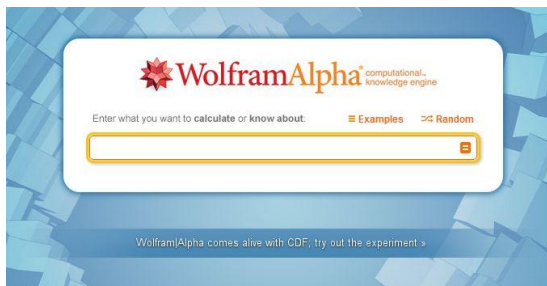 WolframAlpha computational knowledge engine
Enter what you want to calculate or know about: Examples Random
Wolfram|Alpha comes alive with CDF; try out the experiment »